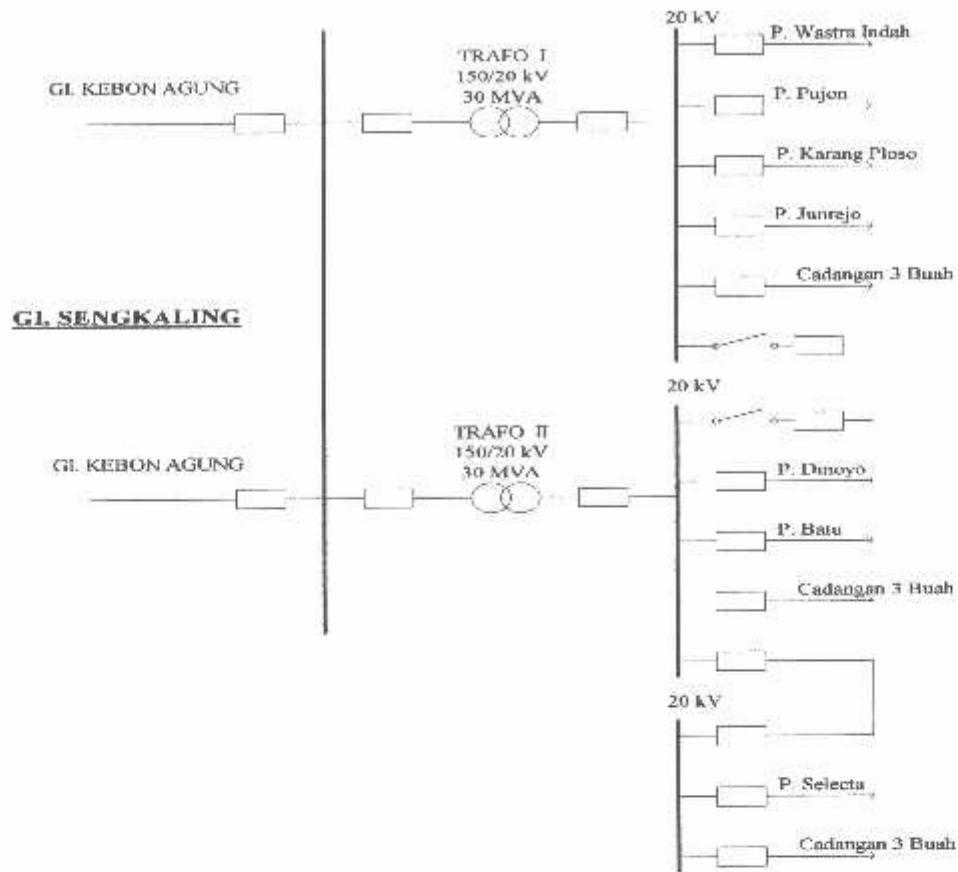 20 kV
P. Wastra Indah
TRAFO I
150/20 kV
30 MVA
GI. KEBON AGUNG
P. Pujon
P. Karang Ploso
P. Junrejo
Cadangan 3 Buah
GI. SENGKALING
20 kV
TRAFO II
150/20 kV
30 MVA
GI. KEBON AGUNG
P. Dinoyo
P. Batu
Cadangan 3 Buah
20 kV
P. Selecta
Cadangan 3 Buah